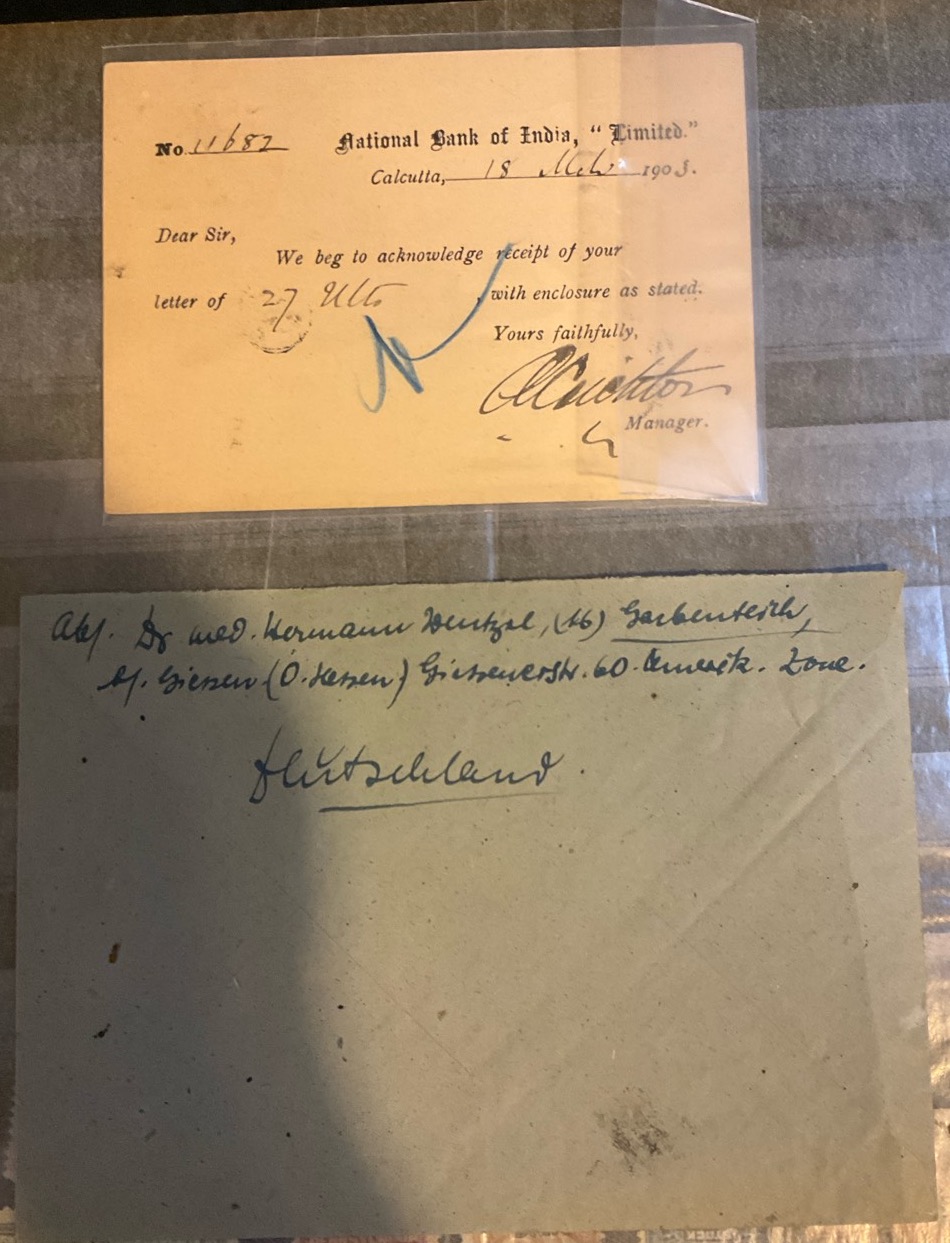 No. 11682 National Bank of India, "Limited."
Calcutta, 18 Mch 1903.
Dear Sir,
We beg to acknowledge receipt of your
letter of 27 Ulto , with enclosure as stated.
Yours faithfully,
Manager.
Abs. Dr med. Hermann Wentzel, (16) Garbenteich,
b/. Giessen (O. Hessen) Giessenerstr. 60. Amerik. Zone.
Deutschland.